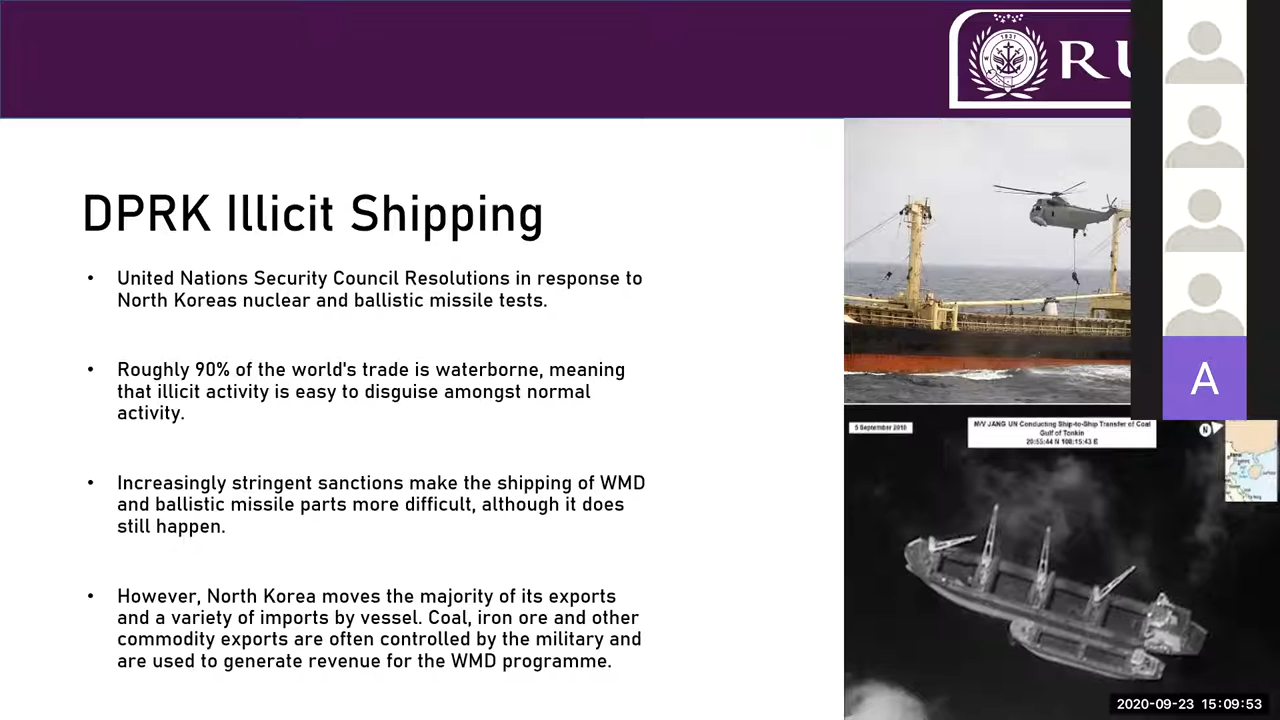 1831
RU
DPRK Illicit Shipping
• United Nations Security Council Resolutions in response to
North Koreas nuclear and ballistic missile tests.
• Roughly 90% of the world's trade is waterborne, meaning
that illicit activity is easy to disguise amongst normal
activity.
• Increasingly stringent sanctions make the shipping of WMD
and ballistic missile parts more difficult, although it does
still happen.
• However, North Korea moves the majority of its exports
and a variety of imports by vessel. Coal, iron ore and other
commodity exports are often controlled by the military and
are used to generate revenue for the WMD programme.
A
5 September 2018
M/V JANG UN Conducting Ship-to-Ship Transfer of Coal
Gulf of Tonkin
20:55:44 N 108:15:43 E
N
2020-09-23 15:09:53